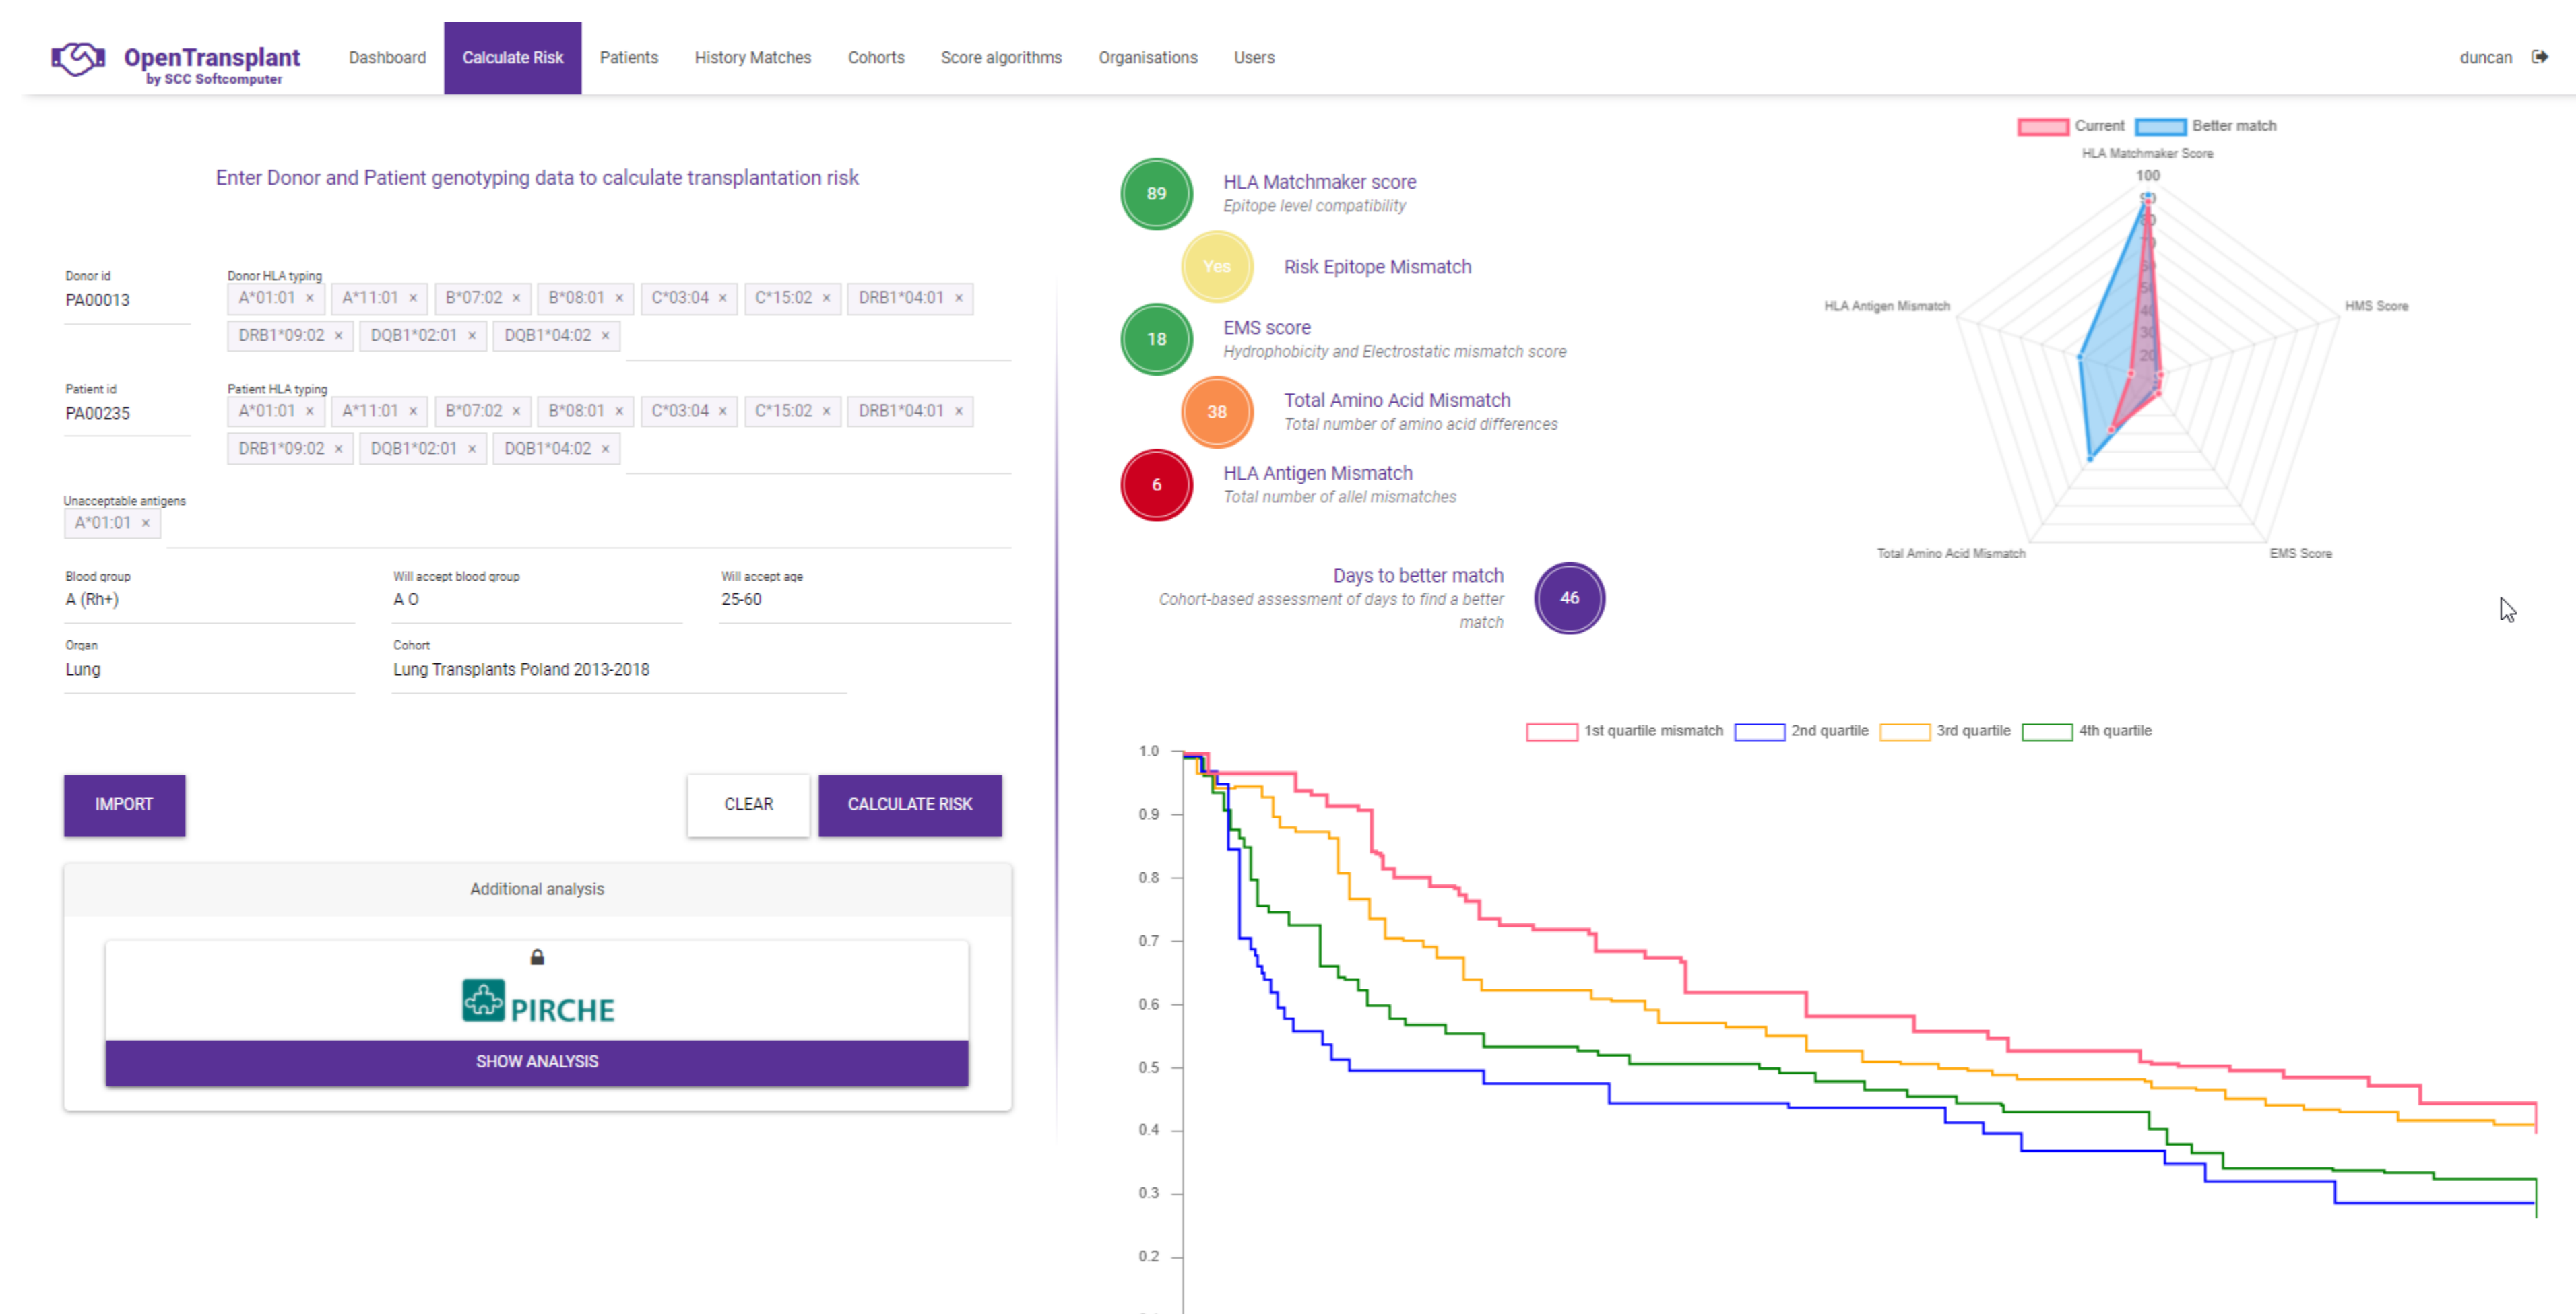 OpenTransplant
by SCC Softcomputer
Dashboard
Calculate Risk
Patients
History Matches
Cohorts
Score algorithms
Organisations
Users
duncan
Enter Donor and Patient genotyping data to calculate transplantation risk
Donor id
PA00013
Donor HLA typing
A*01:01 × A*11:01 × B*07:02 × B*08:01 × C*03:04 × C*15:02 × DRB1*04:01 ×
DRB1*09:02 × DQB1*02:01 × DQB1*04:02 ×
Patient id
PA00235
Patient HLA typing
A*01:01 × A*11:01 × B*07:02 × B*08:01 × C*03:04 × C*15:02 × DRB1*04:01 ×
DRB1*09:02 × DQB1*02:01 × DQB1*04:02 ×
Unacceptable antigens
A*01:01 ×
Blood group
A (Rh+)
Will accept blood group
A O
Will accept age
25-60
Organ
Lung
Cohort
Lung Transplants Poland 2013-2018
IMPORT
CLEAR
CALCULATE RISK
Additional analysis
PIRCHE
SHOW ANALYSIS
89
HLA Matchmaker score
Epitope level compatibility
Yes
Risk Epitope Mismatch
18
EMS score
Hydrophobicity and Electrostatic mismatch score
38
Total Amino Acid Mismatch
Total number of amino acid differences
6
HLA Antigen Mismatch
Total number of allel mismatches
Days to better match
Cohort-based assessment of days to find a better
match
46
Current Better match
HLA Matchmaker Score
100
30
20
HLA Antigen Mismatch
HMS Score
Total Amino Acid Mismatch
EMS Score
1st quartile mismatch 2nd quartile 3rd quartile 4th quartile
1.0
0.9
0.8
0.7
0.6
0.5
0.4
0.3
0.2